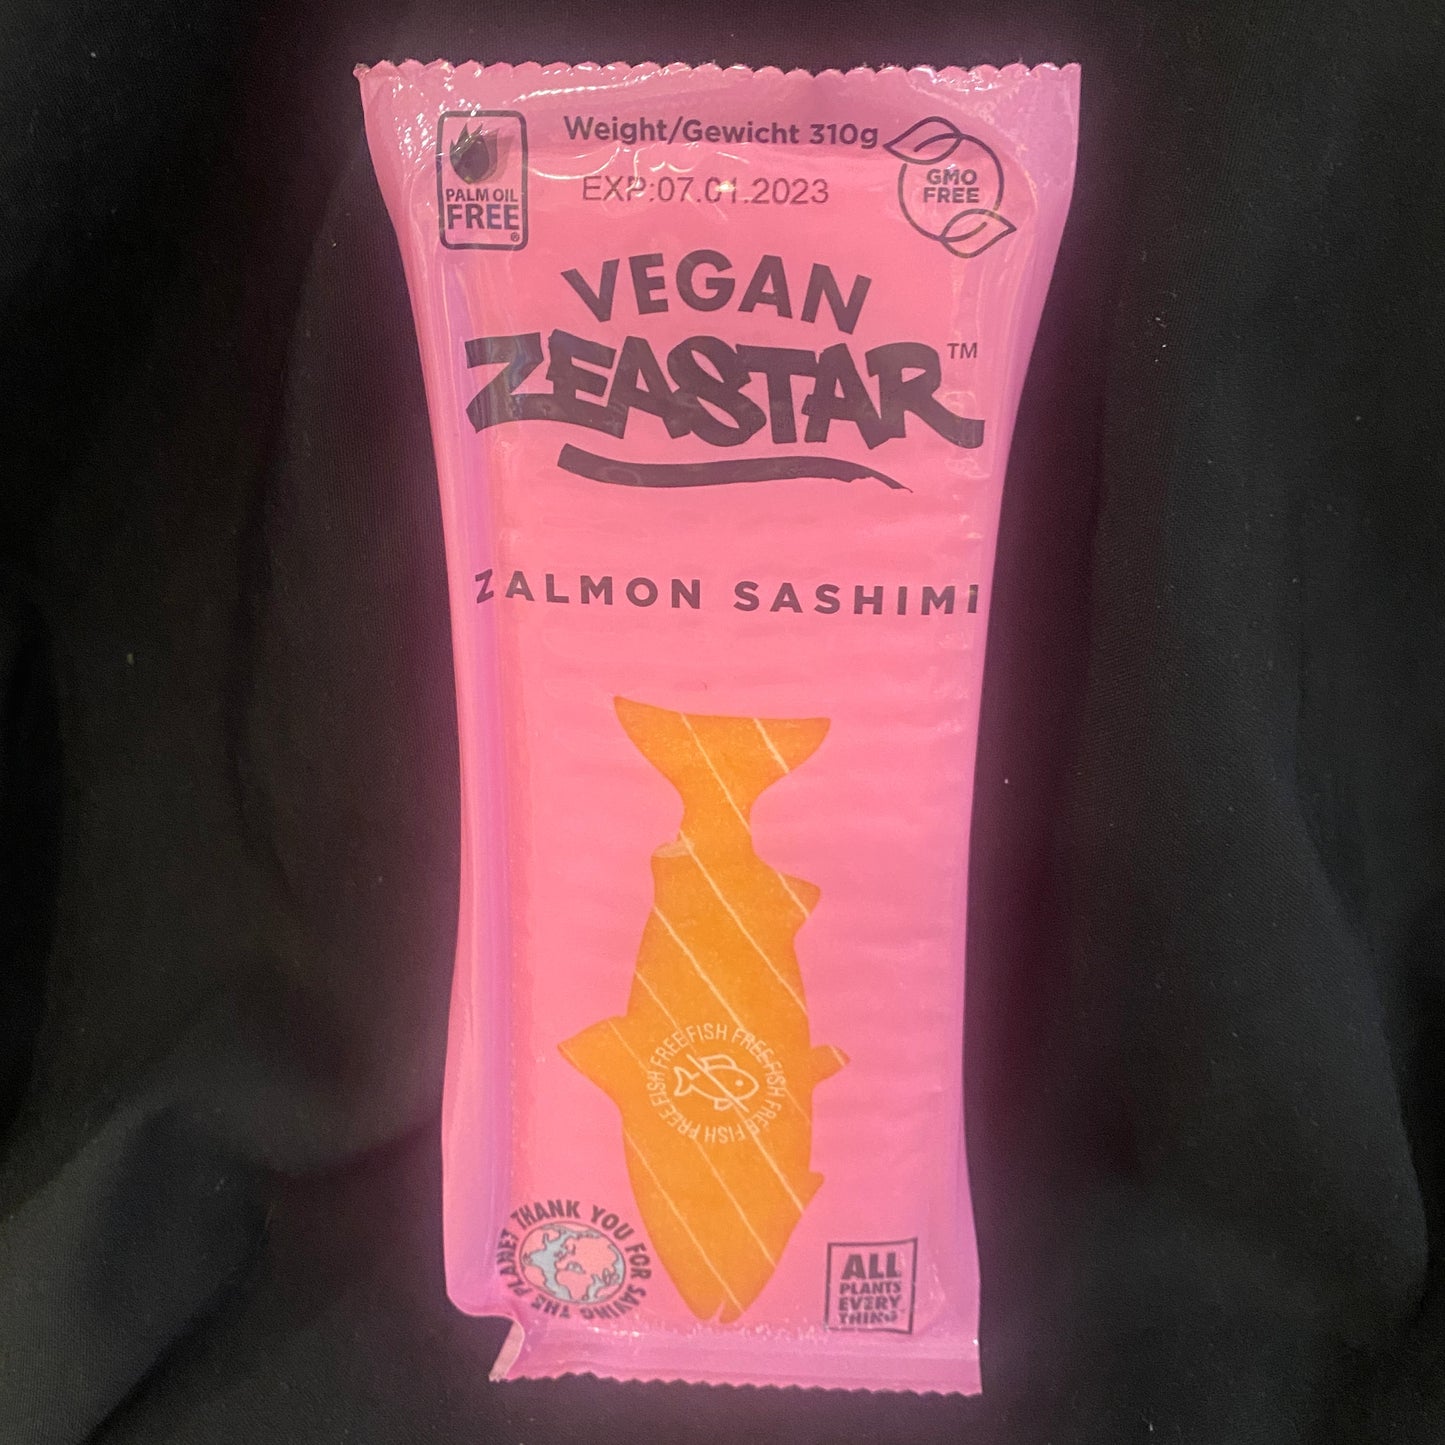 Weight/Gewicht 310g
PALM OIL
FREE
®
EXP:07.01.2023
GMO
FREE
VEGAN
ZEASTAR™
ZALMON SASHIMI
FISH FREE FISH FREE FISH FREE FISH FREE
THANK YOU FOR SAVING THE PLANET
ALL
PLANTS
EVERY
THING™